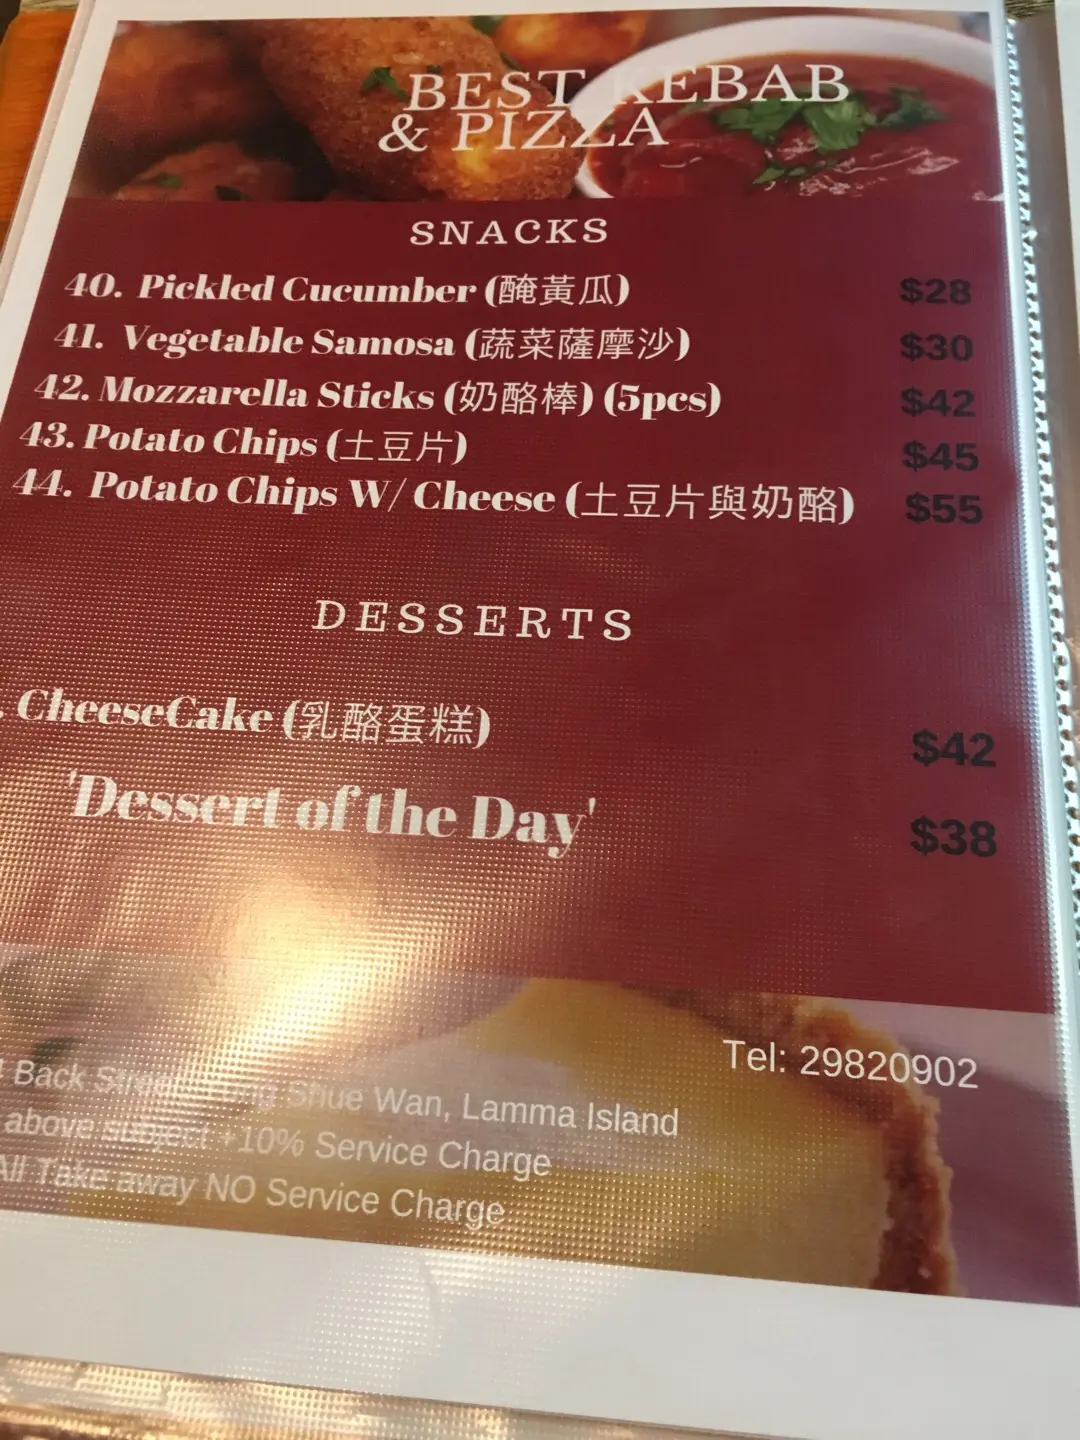 BEST KEBAB
& PIZZA
SNACKS
40. Pickled Cucumber (醃黃瓜) $28
41. Vegetable Samosa (蔬菜薩摩沙) $30
42. Mozzarella Sticks (奶酪棒) (5pcs) $42
43. Potato Chips (土豆片) $45
44. Potato Chips W/ Cheese (土豆片與奶酪) $55
DESSERTS
. CheeseCake (乳酪蛋糕) $42
'Dessert of the Day' $38
Tel: 29820902
Back Street, Shue Wan, Lamma Island
above subject +10% Service Charge
All Take away NO Service Charge